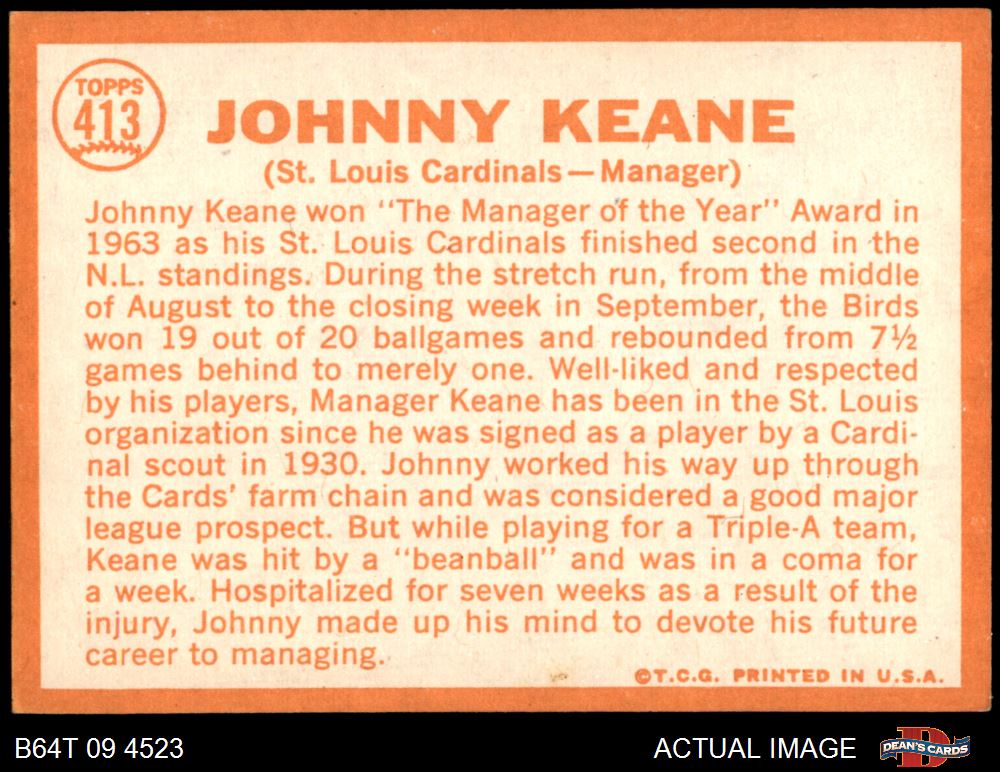 TOPPS
413
JOHNNY KEANE
(St. Louis Cardinals—Manager)
Johnny Keane won "The Manager of the Year" Award in
1963 as his St. Louis Cardinals finished second in the
N.L. standings. During the stretch run, from the middle
of August to the closing week in September, the Birds
won 19 out of 20 ballgames and rebounded from 7½
games behind to merely one. Well-liked and respected
by his players, Manager Keane has been in the St. Louis
organization since he was signed as a player by a Cardi-
nal scout in 1930. Johnny worked his way up through
the Cards' farm chain and was considered a good major
league prospect. But while playing for a Triple-A team,
Keane was hit by a "beanball" and was in a coma for
a week. Hospitalized for seven weeks as a result of the
injury, Johnny made up his mind to devote his future
career to managing.
©T.C.G. PRINTED IN U.S.A.
B64T 09 4523
ACTUAL IMAGE
D
DEAN'S CARDS